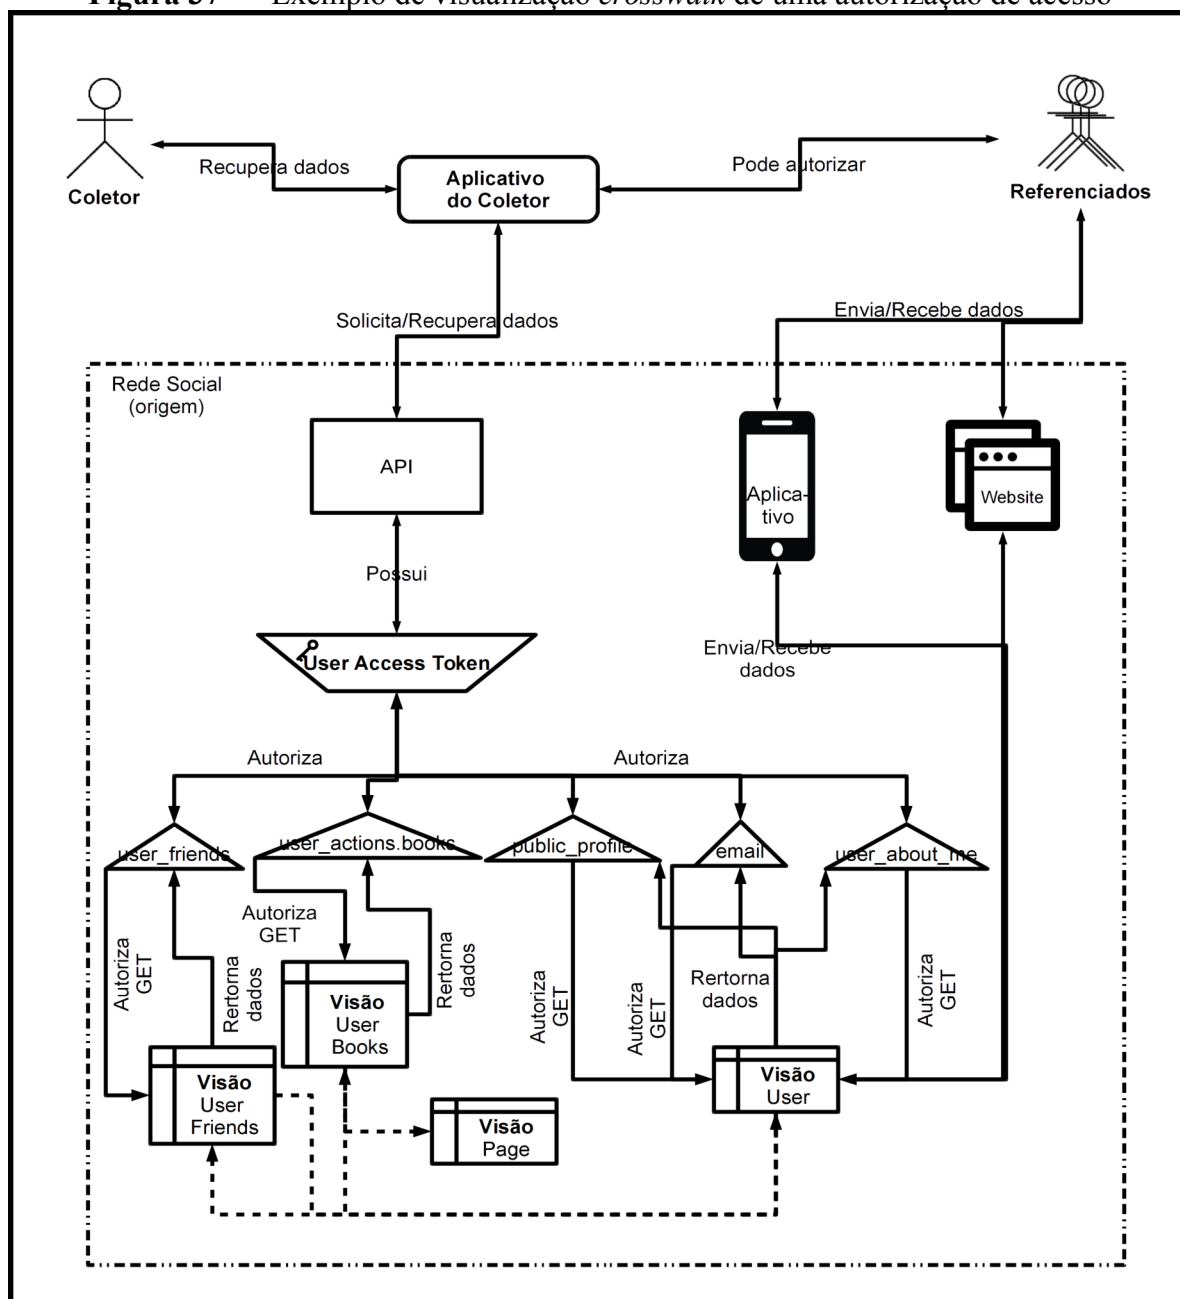 Figura 37 Exemplo de visualização crosswalk de uma autorização de acesso
Coletor
Recupera dados
Aplicativo
do Coletor
Pode autorizar
Referenciados
Solicita/Recupera dados
Envia/Recebe dados
Rede Social
(origem)
API
Aplica-
tivo
Website
Possui
User Access Token
Envia/Recebe
dados
Autoriza
Autoriza
user_friends
user_actions.books
public_profile
email
user_about_me
Autoriza
GET
Rertorna
dados
Autoriza
GET
Rertorna
dados
Autoriza
GET
Autoriza
GET
Rertorna
dados
Autoriza
GET
Visão
User
Books
Visão
User
Friends
Visão
Page
Visão
User